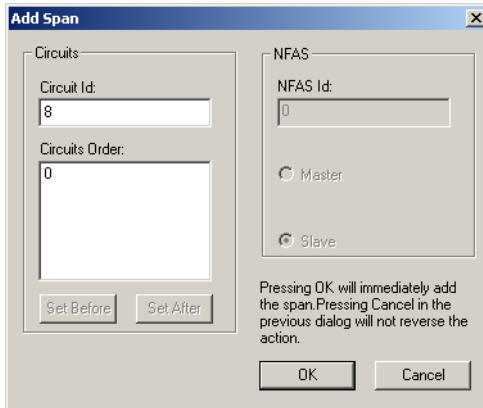 Add Span
Circuits
Circuit Id:
8
Circuits Order:
0
Set Before
Set After
NFAS
NFAS Id:
0
Master
Slave
Pressing OK will immediately add
the span.Pressing Cancel in the
previous dialog will not reverse the
action.
OK
Cancel